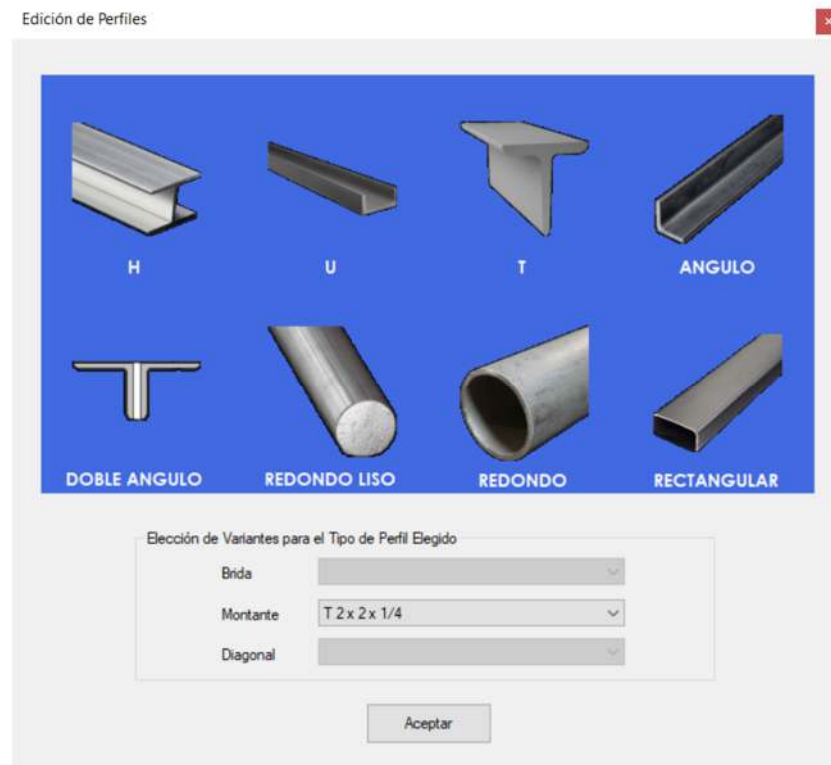 Edición de Perfiles
H U T ANGULO
DOBLE ANGULO REDONDO LISO REDONDO RECTANGULAR
Elección de Variantes para el Tipo de Perfil Elegido
Brida
Montante T 2 x 2 x 1/4
Diagonal
Aceptar